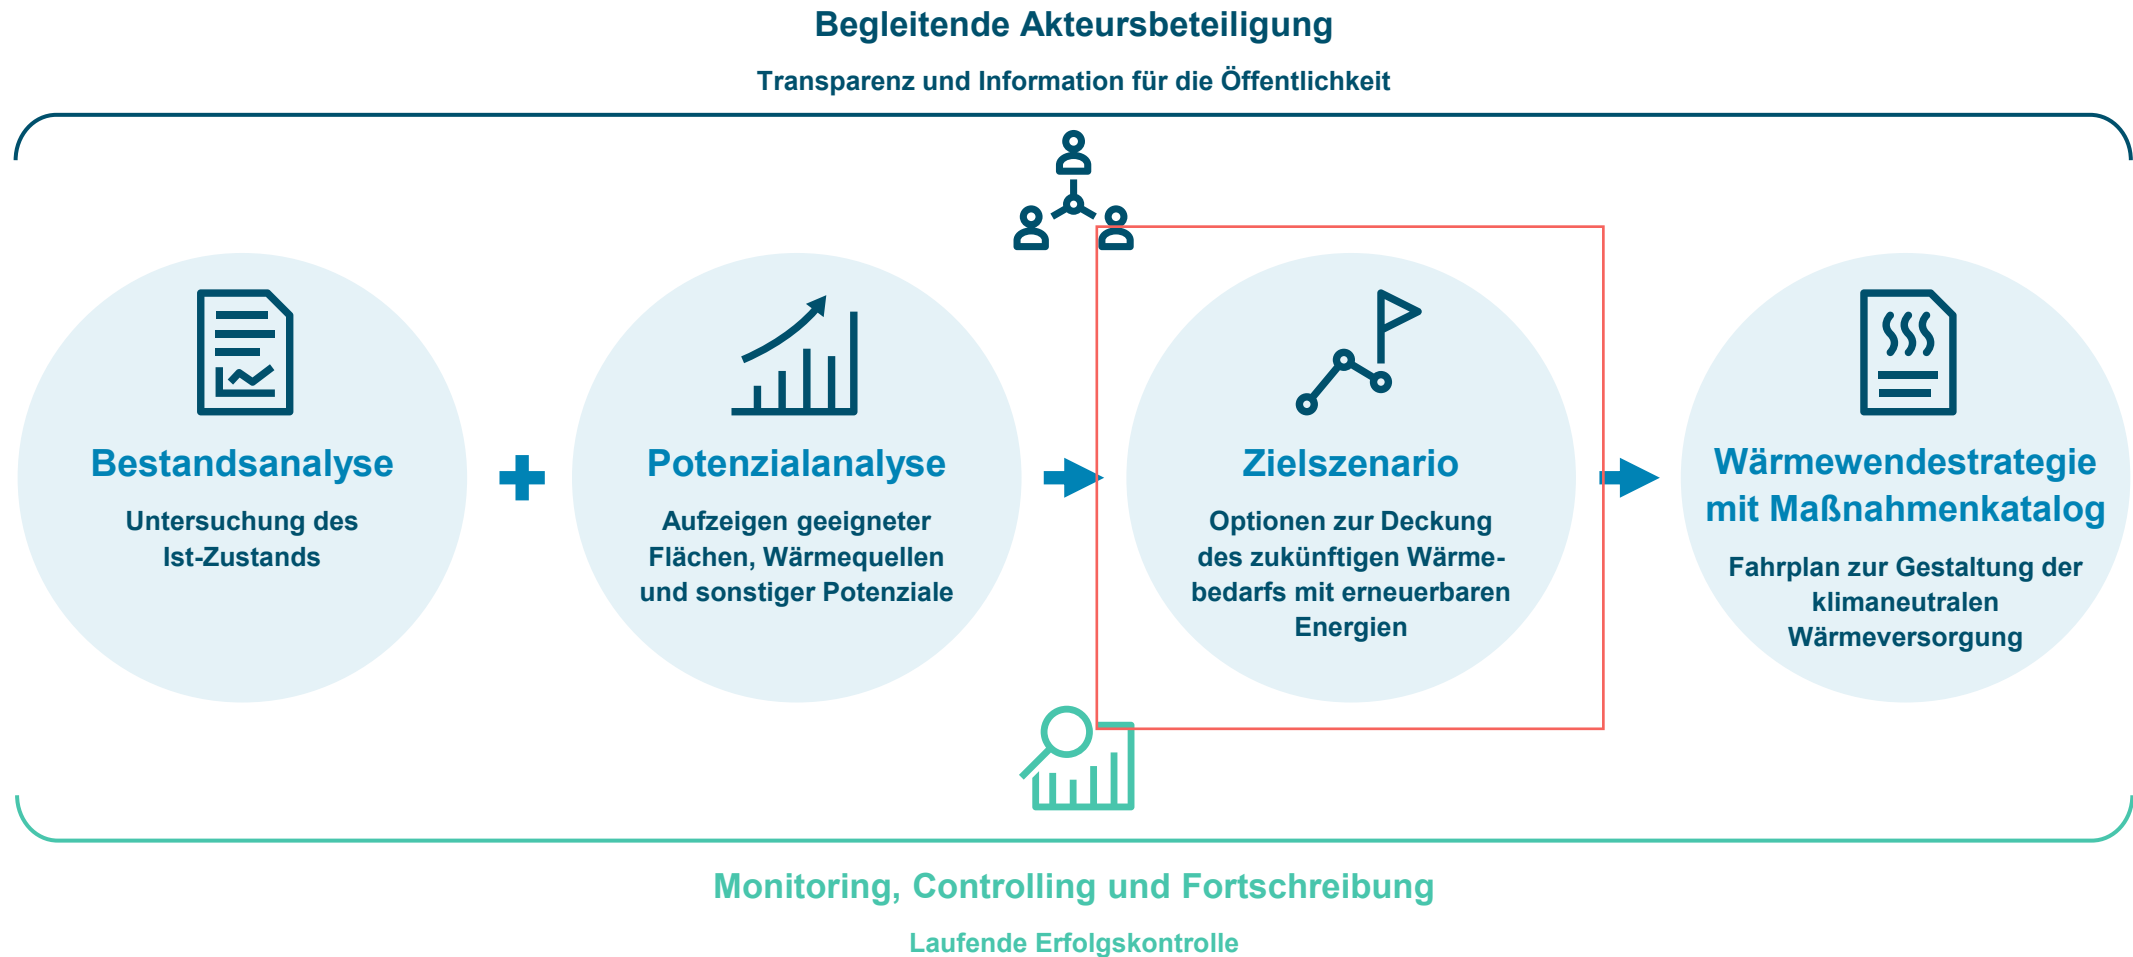 Begleitende Akteursbeteiligung
Transparenz und Information für die Öffentlichkeit
Bestandsanalyse
Untersuchung des
Ist-Zustands
Potenzialanalyse
Aufzeigen geeigneter
Flächen, Wärmequellen
und sonstiger Potenziale
Zielszenario
Optionen zur Deckung
des zukünftigen Wärme-
bedarfs mit erneuerbaren
Energien
Wärmewendestrategie
mit Maßnahmenkatalog
Fahrplan zur Gestaltung der
klimaneutralen
Wärmeversorgung
Monitoring, Controlling und Fortschreibung
Laufende Erfolgskontrolle